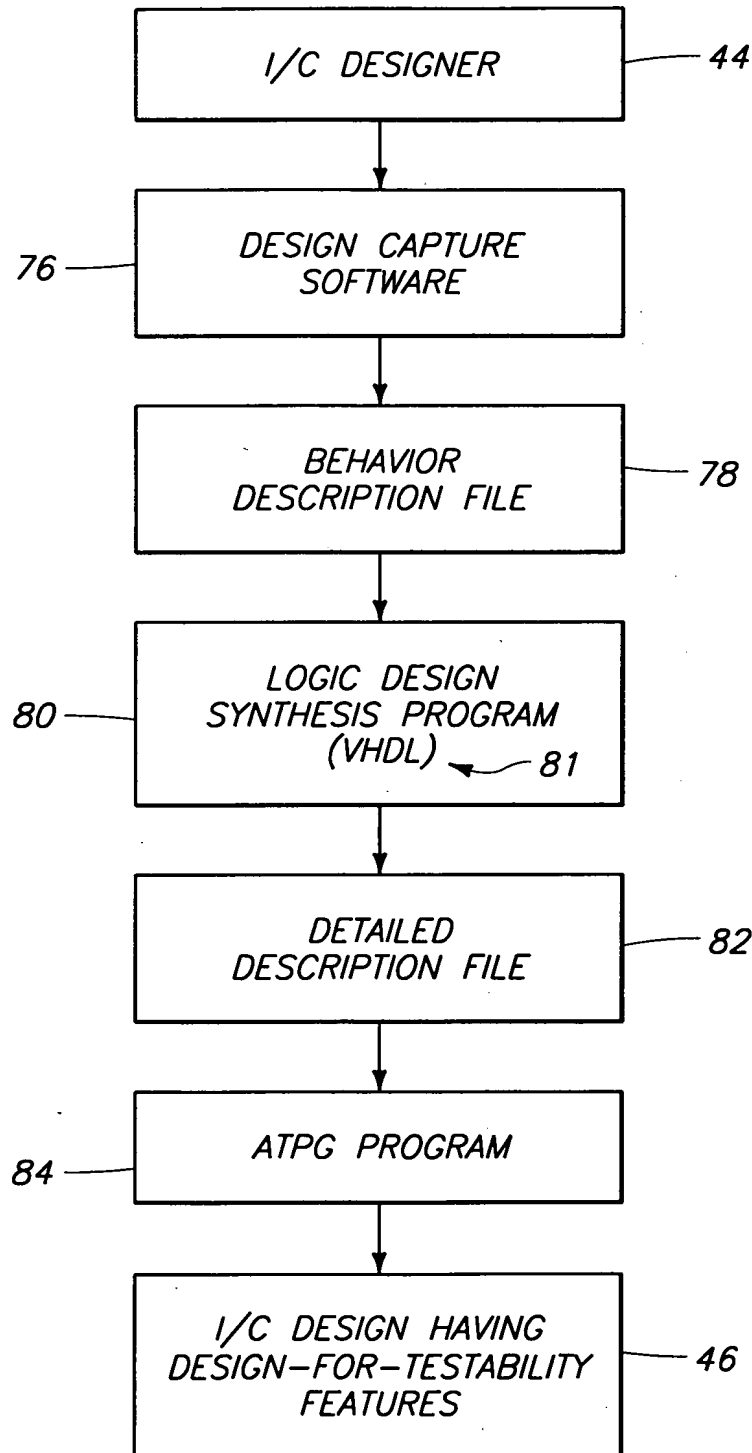 I/C DESIGNER
44
DESIGN CAPTURE
SOFTWARE
76
BEHAVIOR
DESCRIPTION FILE
78
LOGIC DESIGN
SYNTHESIS PROGRAM
(VHDL)
80
81
DETAILED
DESCRIPTION FILE
82
ATPG PROGRAM
84
I/C DESIGN HAVING
DESIGN-FOR-TESTABILITY
FEATURES
46